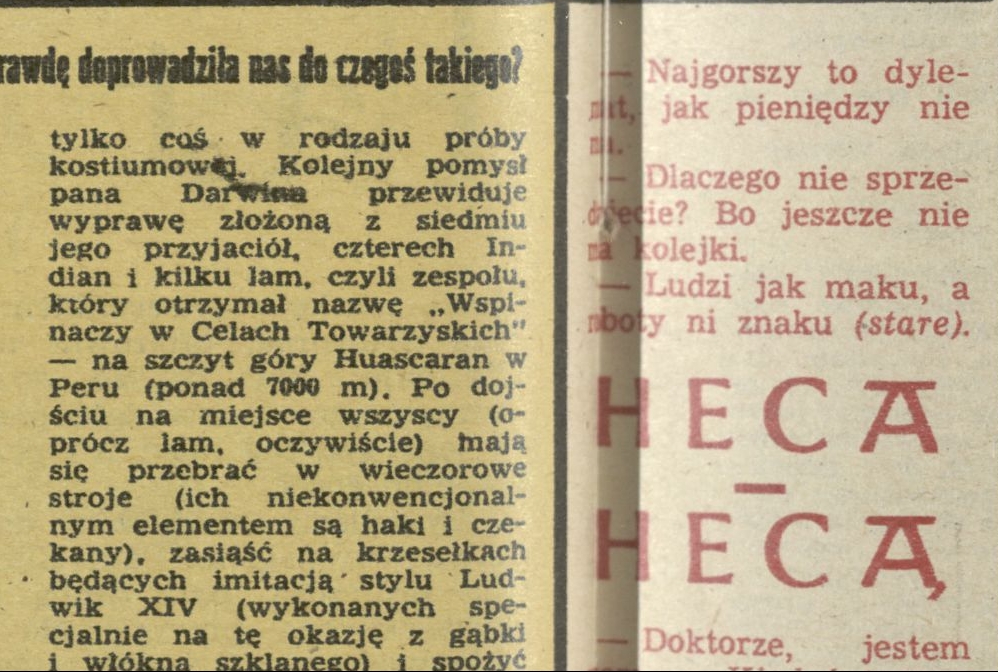 doprowadziła nas do czegoś takiego?
tylko coś w rodzaju próby
kostiumowej. Kolejny pomysł
pana Darwina przewiduje
wyprawę złożoną z siedmiu
jego przyjaciół, czterech In-
dian i kilku lam, czyli zespołu,
który otrzymał nazwę „Wspi-
naczy w Celach Towarzyskich"
— na szczyt góry Huascaran w
Peru (ponad 7000 m). Po doj-
ściu na miejsce wszyscy (o-
prócz lam, oczywiście) mają
się przebrać w wieczorowe
stroje (ich niekonwencjonal-
nym elementem są haki i cze-
kany), zasiąść na krzesełkach
będących imitacją stylu Lud-
wik XIV (wykonanych spe-
cjalnie na tę okazję z gąbki
i włókna szklanego) i spożyć
— Najgorszy to dyle-
mat, jak pieniędzy nie
ma.
— Dlaczego nie sprze-
dajecie? Bo jeszcze nie
ma kolejki.
— Ludzi jak maku, a
roboty ni znaku (stare).
HECA
—
HECĄ
— Doktorze, jestem